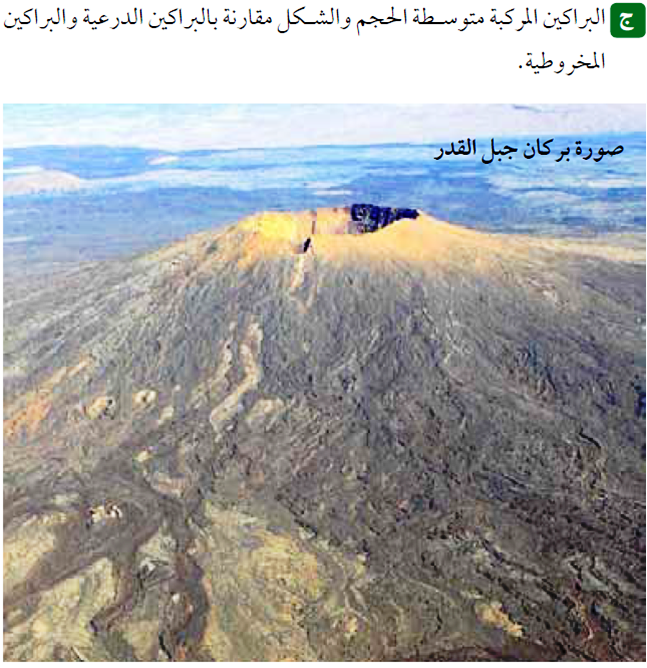 ج البراكين المركبة متوسطة الحجم والشكل مقارنة بالبراكين الدرعية والبراكين
المخروطية.
صورة بركان جبل القدر